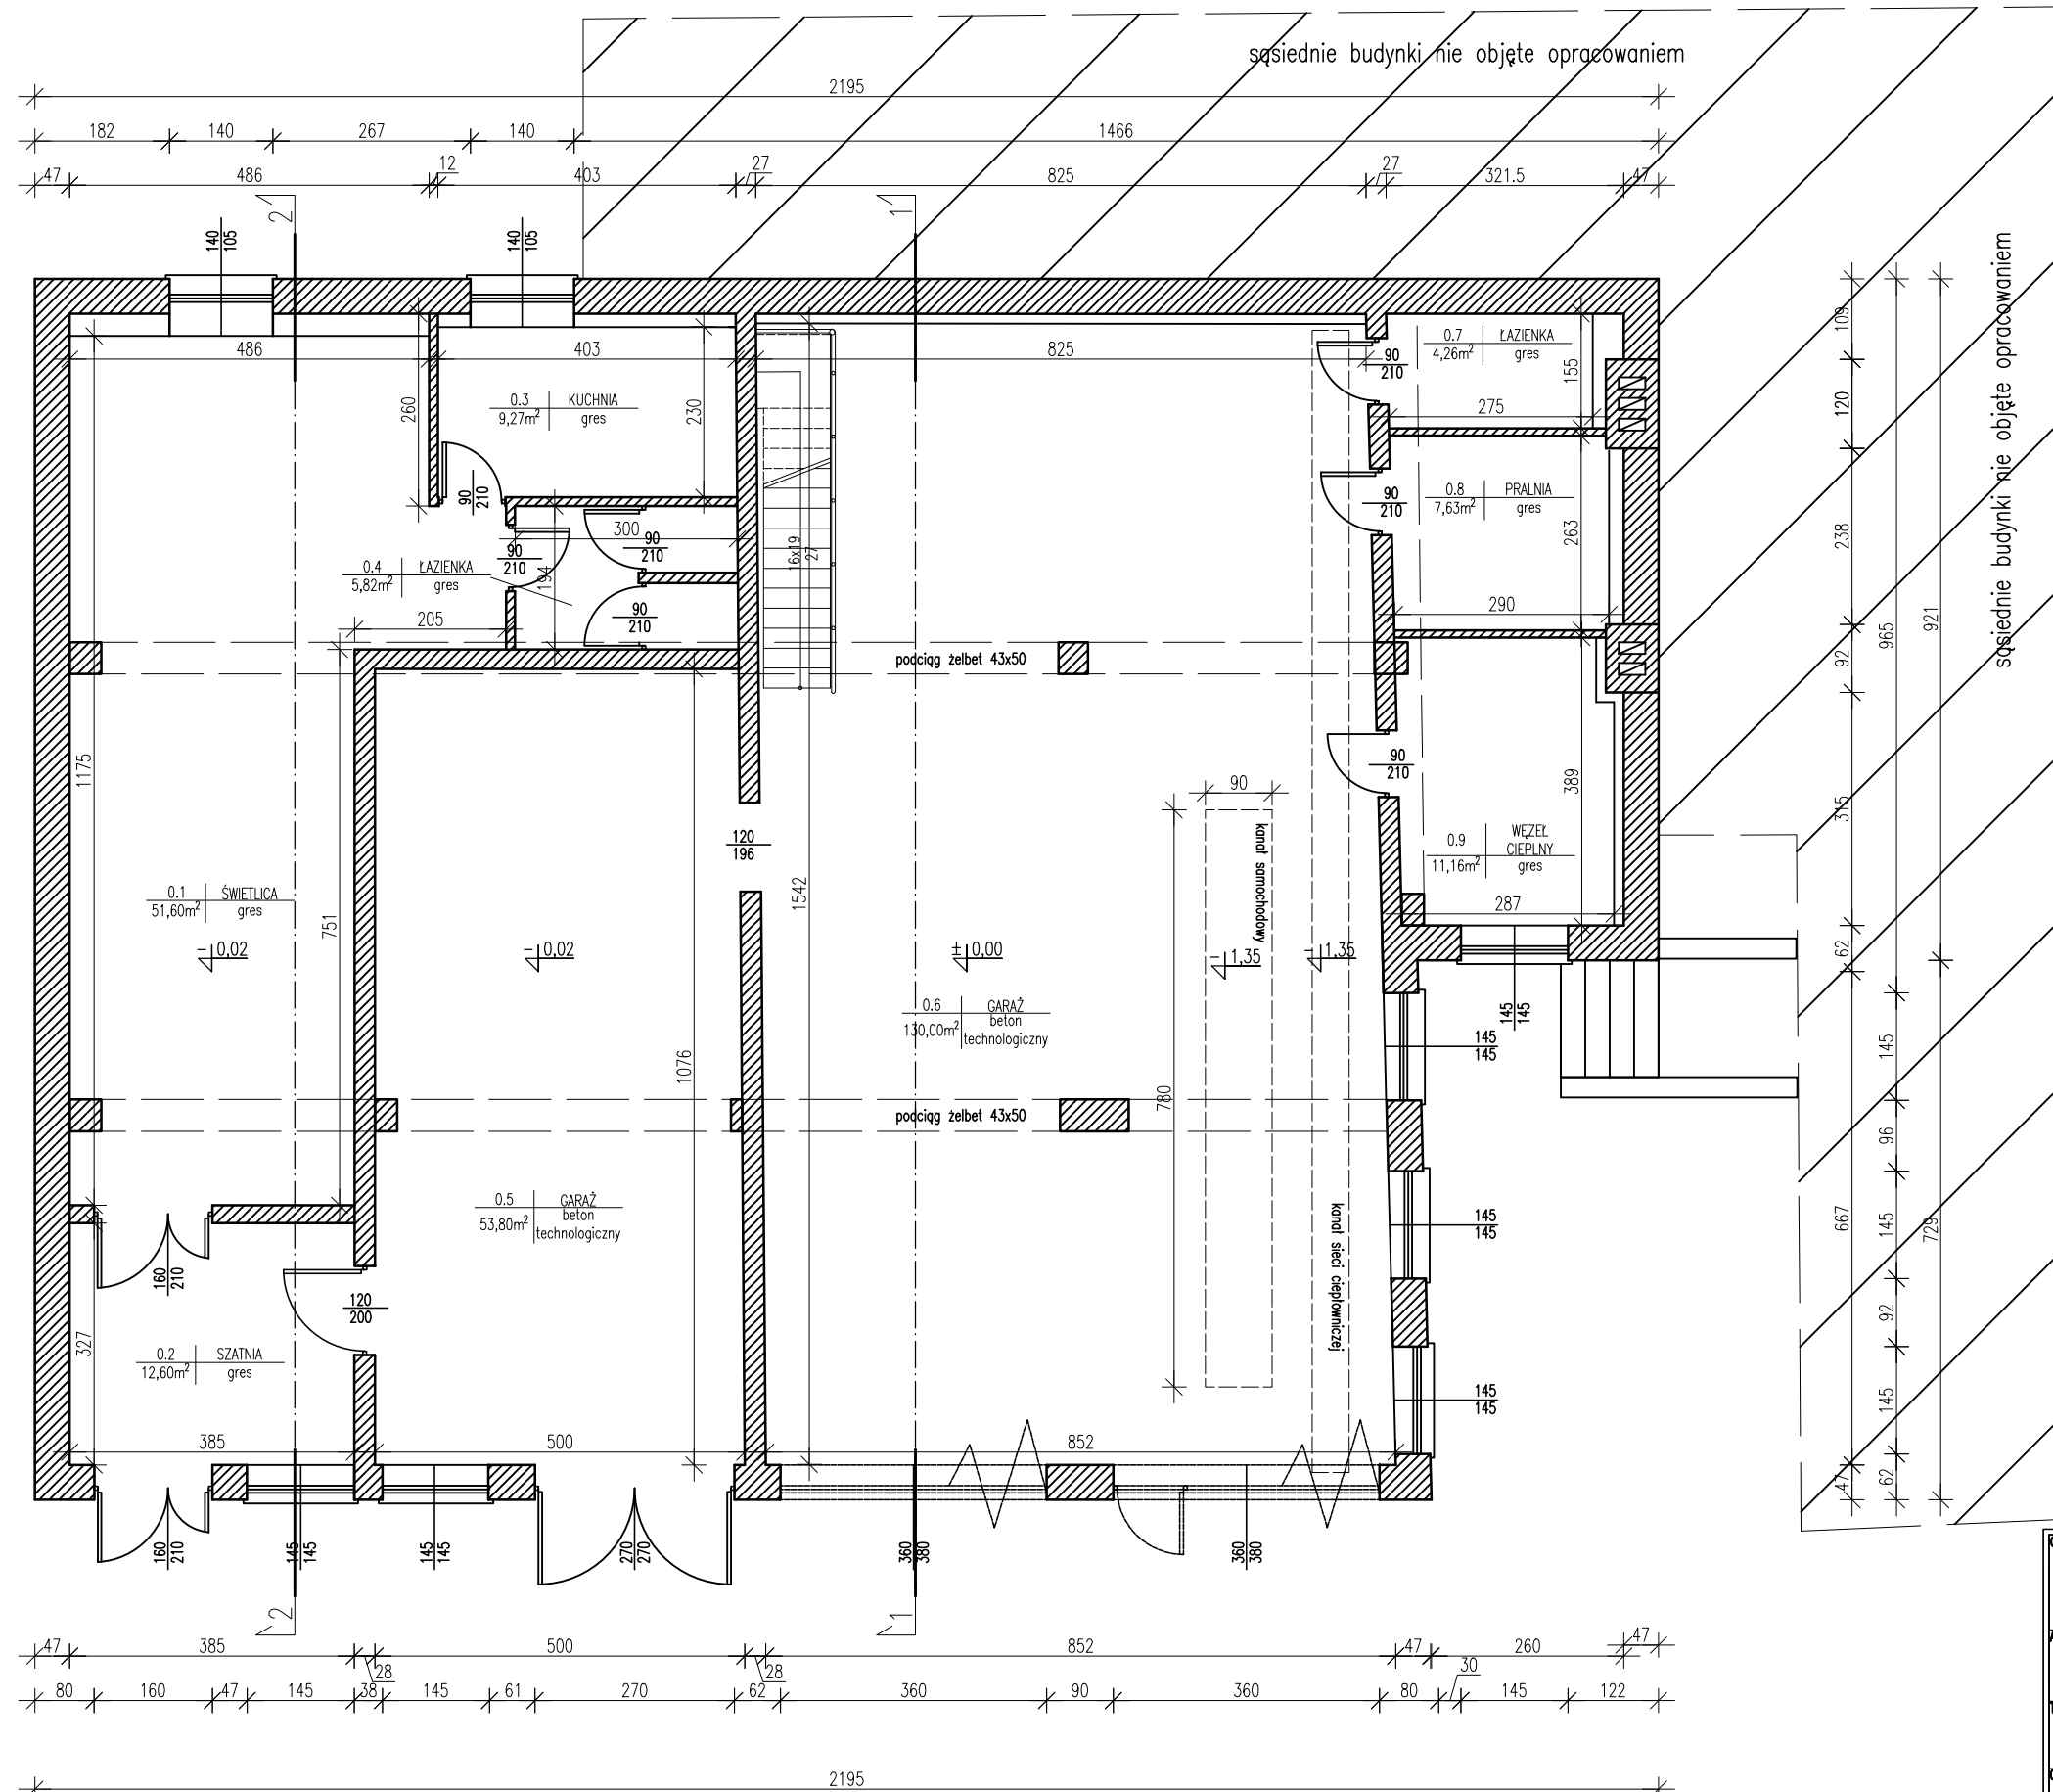 sąsiednie budynki nie objęte opracowaniem
2195
182 140 267 140 1466
47 486 12 403 27 825 27 321.5 47
2 1
140 105
140 105
sąsiednie budynki nie objęte opracowaniem
486 403 825
260
230
0.3 KUCHNIA
9,27m² gres
90
210
0.7 ŁAZIENKA
4,26m² gres
155
90
210
275
0.8 PRALNIA
7,63m² gres
90
210
263
290
300
90
210
90
210
194
0.4 ŁAZIENKA
5,82m² gres
90
210
205
16x19
27
podciąg żelbet 43x50
1175
751
90
210
389
90
780
kanał samochodowy
120
196
1542
0.9 WĘZEŁ
CIEPLNY
11,16m² gres
287
0.1 ŚWIETLICA
51,60m² gres
-0,02
-0,02
±0,00
-1,35
-1,35
0.6 GARAŻ
beton
130,00m² technologiczny
145
145
145
145
1076
podciąg żelbet 43x50
0.5 GARAŻ
beton
53,80m² technologiczny
kanał sieci ciepłowniczej
145
145
160
210
120
200
327
0.2 SZATNIA
12,60m² gres
145
145
385 500 852
160
210
145
145
145
145
270
270
360
380
360
380
2 1
109
120
238
92
315
62
667
47
965
145
96
145
92
145
62
921
729
47 385 28 500 28 852 47 260 47
80 160 47 145 38 145 61 270 62 360 90 360 80 30 145 122
2195